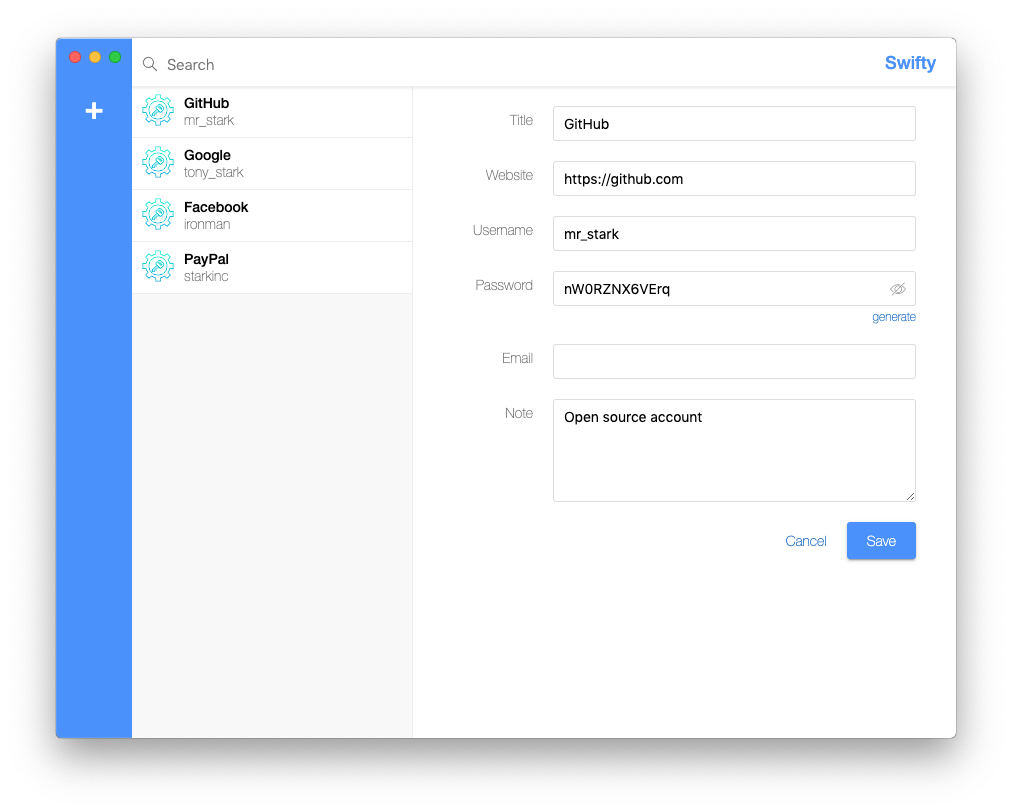 Search
Swifty
GitHub
mr_stark
Google
tony_stark
Facebook
ironman
PayPal
starkinc
Title
GitHub
Website
https://github.com
Username
mr_stark
Password
nW0RZNX6VErq
generate
Email
Note
Open source account
Cancel
Save